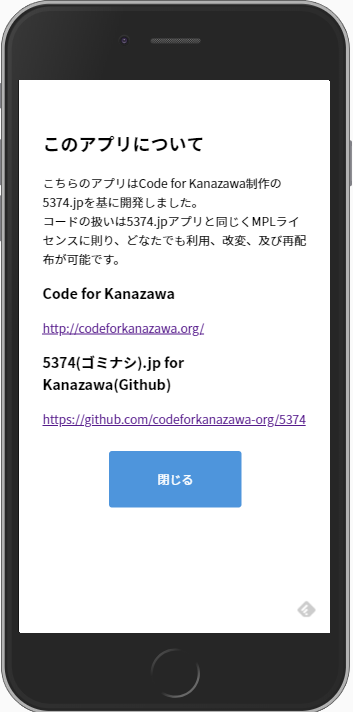 このアプリについて
こちらのアプリはCode for Kanazawa制作の
5374.jpを基に開発しました。
コードの扱いは5374.jpアプリと同じくMPLライ
センスに則り、どなたでも利用、改変、及び再配
布が可能です。
Code for Kanazawa
http://codeforkanazawa.org/
5374(ゴミナシ).jp for
Kanazawa(Github)
https://github.com/codeforkanazawa-org/5374
閉じる